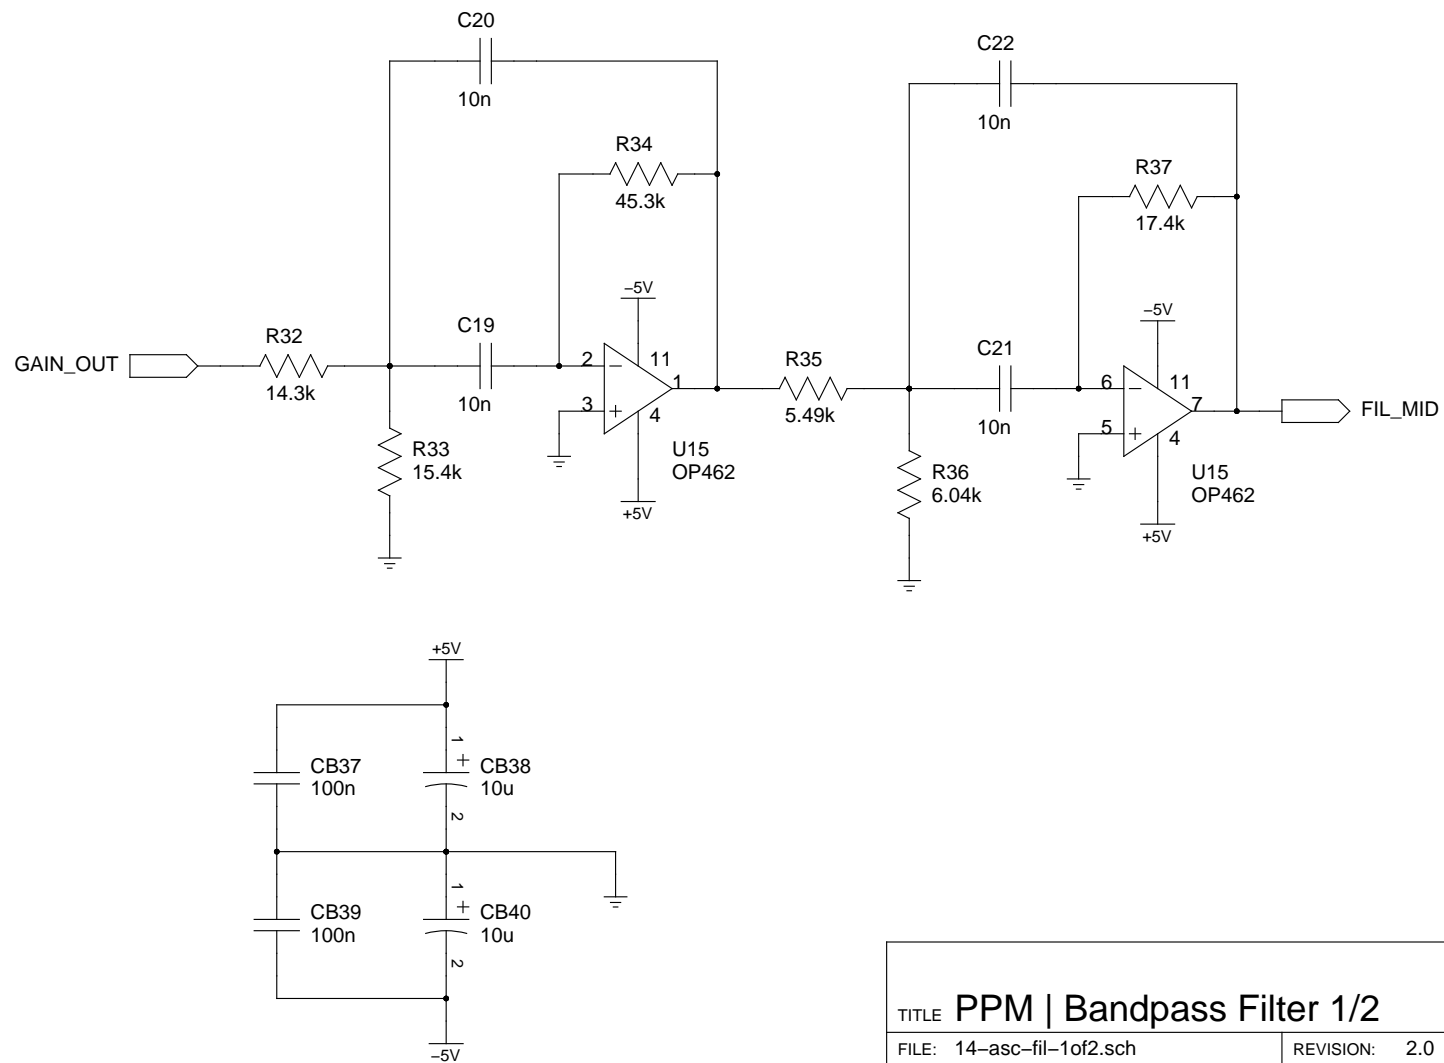 C20
10n
C22
10n
R34
45.3k
R37
17.4k
–5V
–5V
GAIN_OUT
R32
14.3k
C19
10n
2
3
11
1
4
R33
15.4k
U15
OP462
+5V
R35
5.49k
C21
10n
6
5
11
7
4
FIL_MID
R36
6.04k
U15
OP462
+5V
+5V
CB37
100n
1
+
CB38
10u
2
CB39
100n
1
+
CB40
10u
2
–5V
TITLE PPM | Bandpass Filter 1/2
FILE: 14–asc–fil–1of2.sch REVISION: 2.0